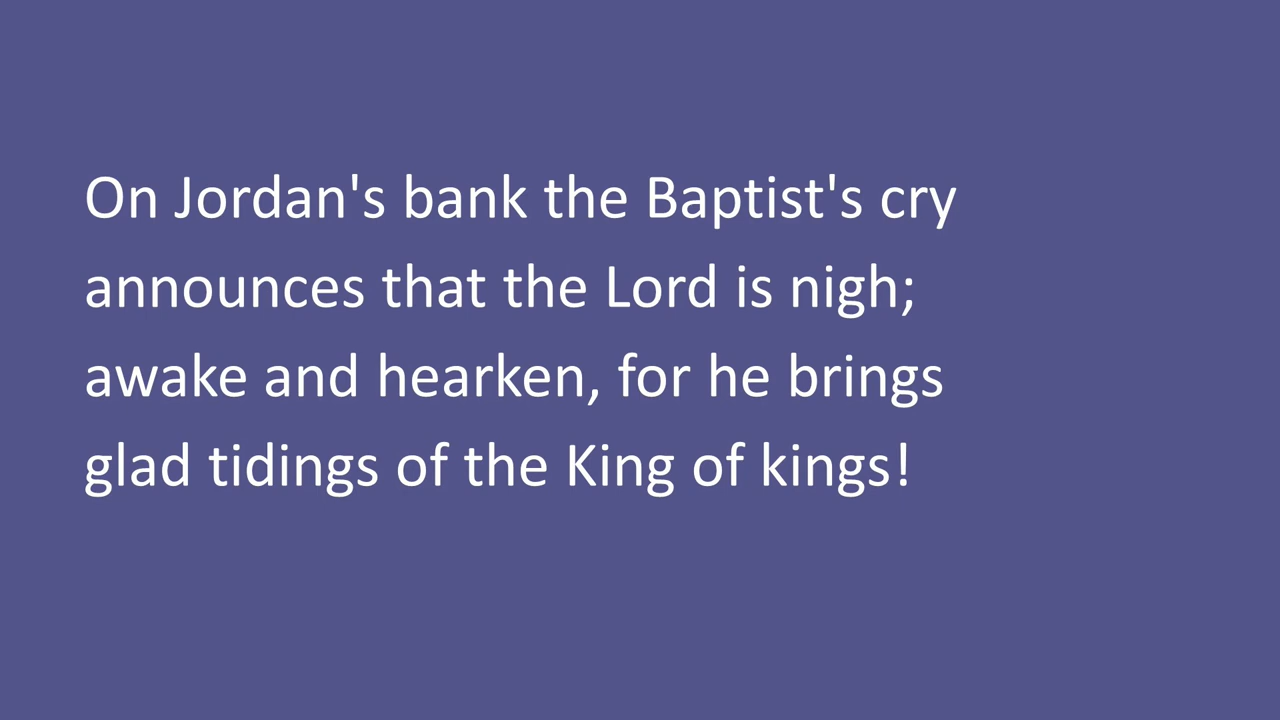 On Jordan's bank the Baptist's cry
announces that the Lord is nigh;
awake and hearken, for he brings
glad tidings of the King of kings!